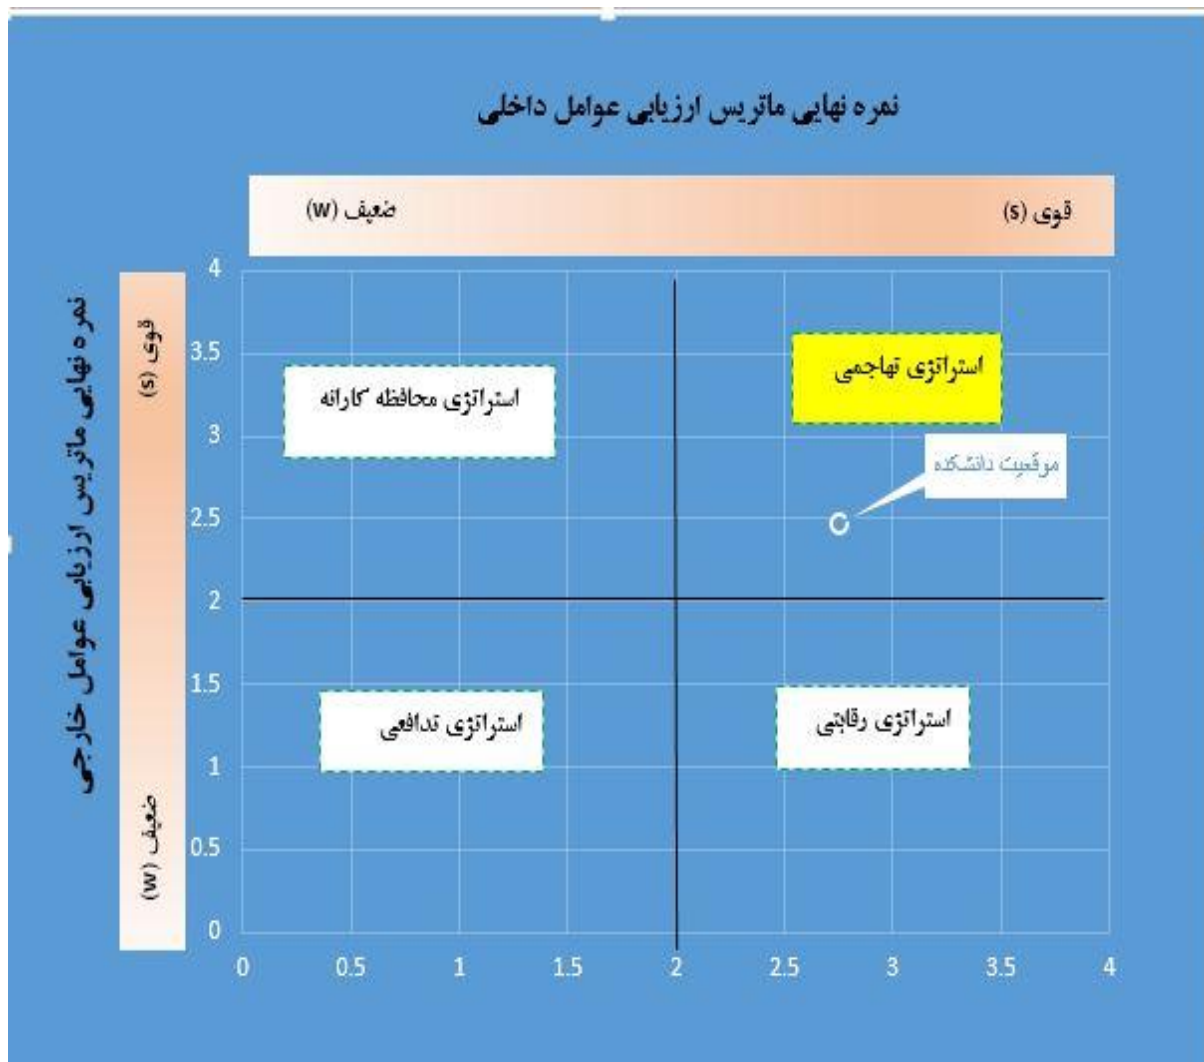 نمره نهایی ماتریس ارزیابی عوامل داخلی
قوی (s)
ضعیف (w)
نمره نهایی ماتریس ارزیابی عوامل خارجی
قوی (s)
ضعیف (w)
4
3.5
3
2.5
2
1.5
1
0.5
0
استراتژی تهاجمی
استراتژی محافظه کارانه
موقعیت دانشکده
استراتژی رقابتی
استراتژی تدافعی
0 0.5 1 1.5 2 2.5 3 3.5 4